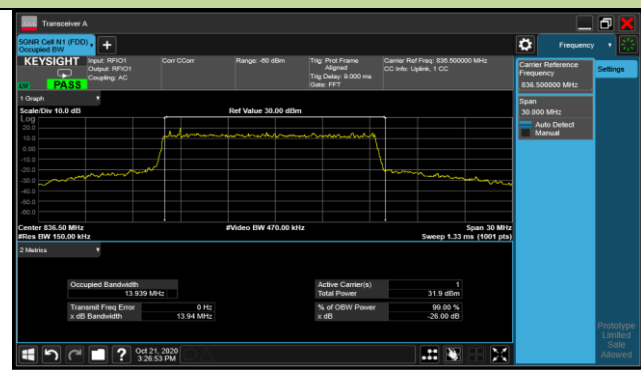 Transceiver A
5GNR Cell N1 (FDD)
Occupied BW
Frequency
KEYSIGHT
Input: RFIO1
Output: RFIO1
Coupling: AC
Corr CCorr
Range: -60 dBm
Trig: Prot Frame
Aligned
Trig Delay: 9.000 ms
Gate: FFT
Carrier Ref Freq: 836.500000 MHz
CC Info: Uplink, 1 CC
PASS
Carrier Reference
Frequency
836.500000 MHz
Settings
Span
30.000 MHz
Auto Detect
Manual
1 Graph
Scale/Div 10.0 dB
Ref Value 30.00 dBm
Log
20.0
10.0
0.00
-10.0
-20.0
-30.0
-40.0
-50.0
-60.0
Center 836.50 MHz
#Video BW 470.00 kHz
Span 30 MHz
#Res BW 150.00 kHz
Sweep 1.33 ms (1001 pts)
2 Metrics
Occupied Bandwidth
13.939 MHz
Active Carrier(s) 1
Total Power 31.9 dBm
Transmit Freq Error 0 Hz
x dB Bandwidth 13.94 MHz
% of OBW Power 99.00 %
x dB -26.00 dB
Oct 21, 2020
3:26:53 PM
Prototype
Limited
Sale
Allowed